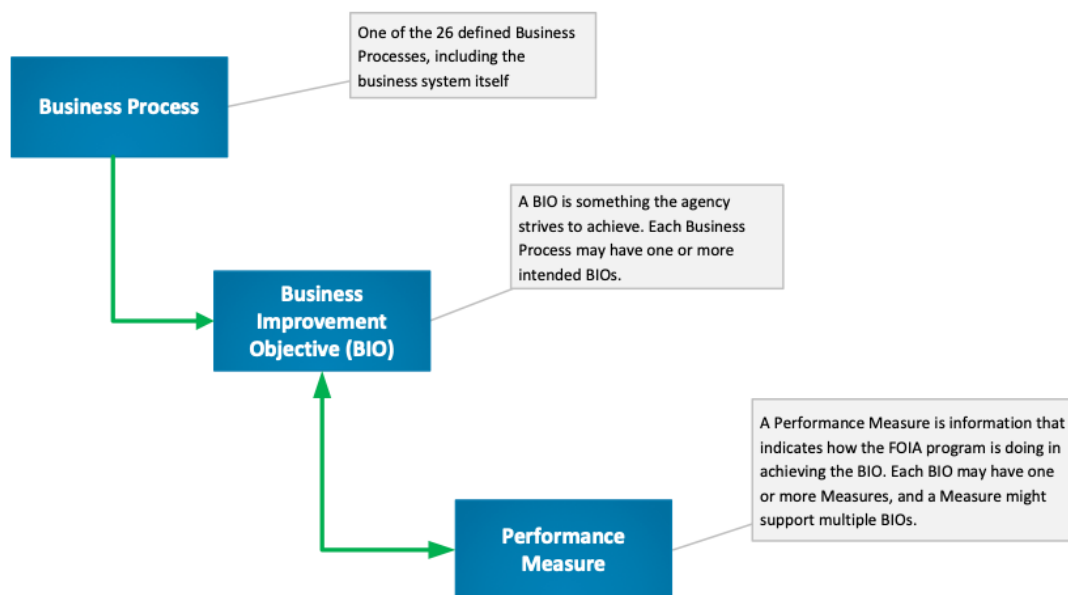 One of the 26 defined Business
Processes, including the
business system itself
Business Process
A BIO is something the agency
strives to achieve. Each Business
Process may have one or more
intended BIOs.
Business
Improvement
Objective (BIO)
A Performance Measure is information that
indicates how the FOIA program is doing in
achieving the BIO. Each BIO may have one
or more Measures, and a Measure might
support multiple BIOs.
Performance
Measure